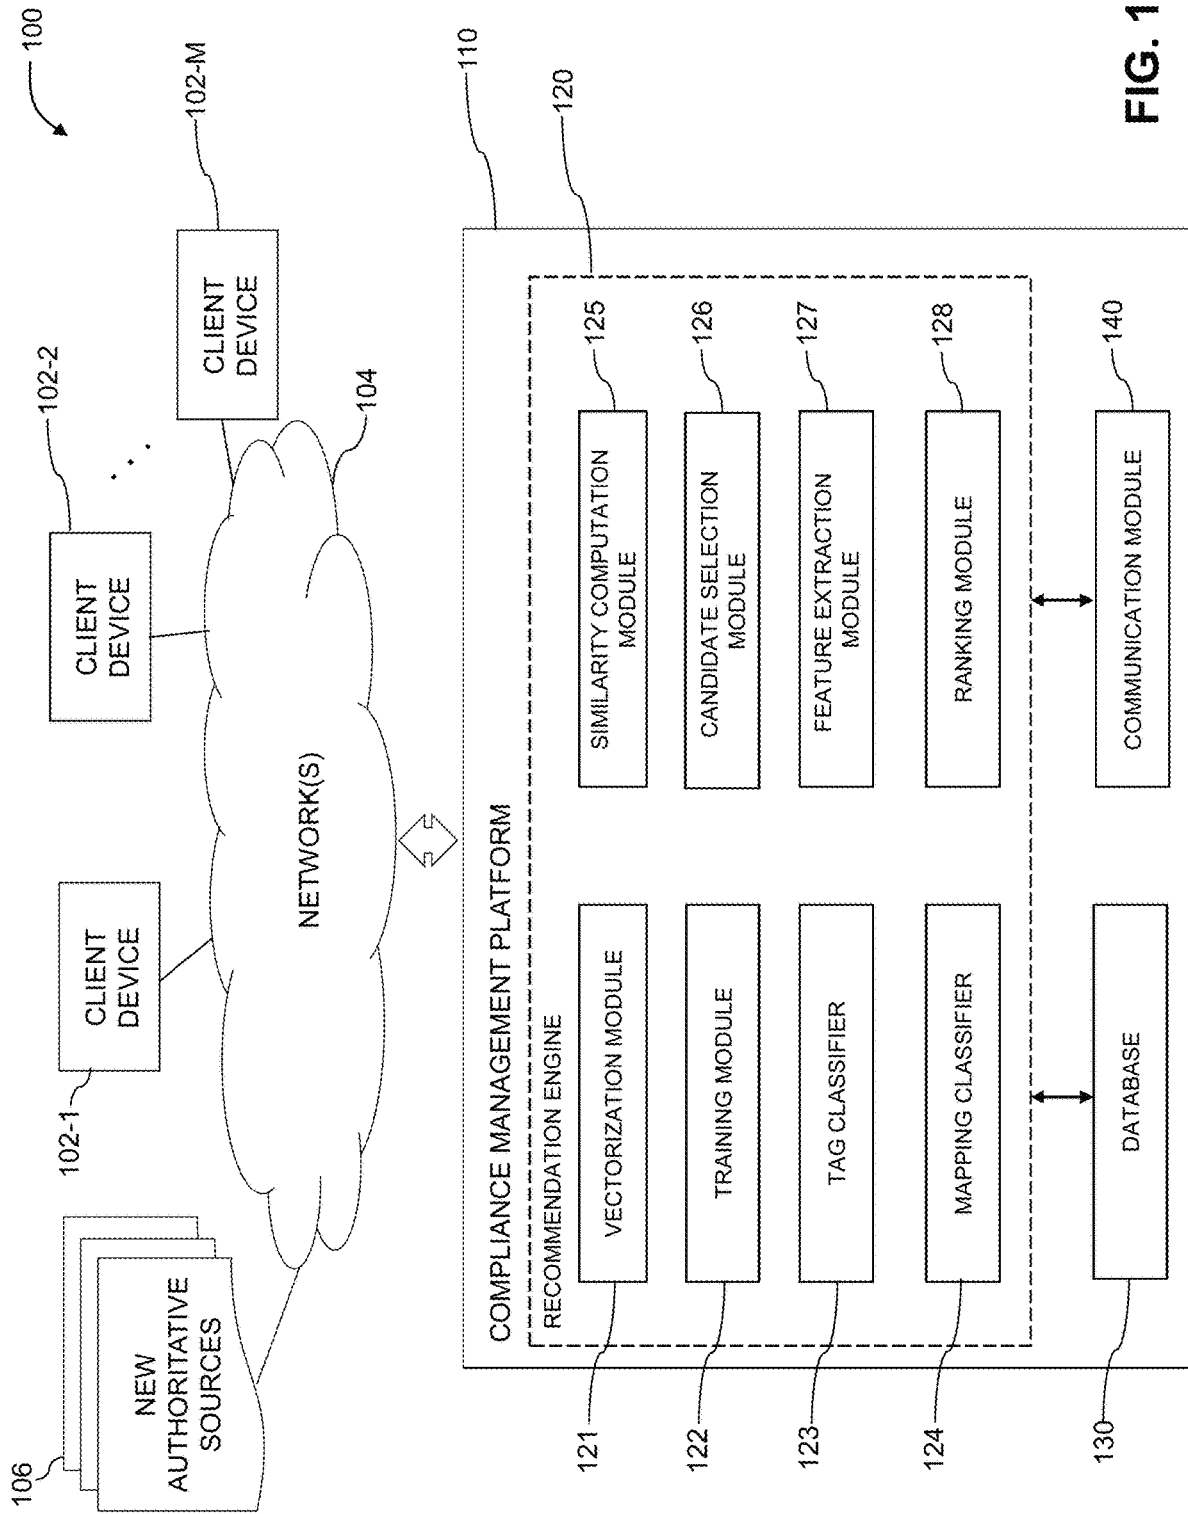 100
106
NEW
AUTHORITATIVE
SOURCES
102-1
CLIENT
DEVICE
102-2
CLIENT
DEVICE
102-M
CLIENT
DEVICE
NETWORK(S)
104
COMPLIANCE MANAGEMENT PLATFORM
110
RECOMMENDATION ENGINE
120
121
VECTORIZATION MODULE
SIMILARITY COMPUTATION
MODULE
125
122
TRAINING MODULE
CANDIDATE SELECTION
MODULE
126
123
TAG CLASSIFIER
FEATURE EXTRACTION
MODULE
127
124
MAPPING CLASSIFIER
RANKING MODULE
128
130
DATABASE
COMMUNICATION MODULE
140
FIG. 1